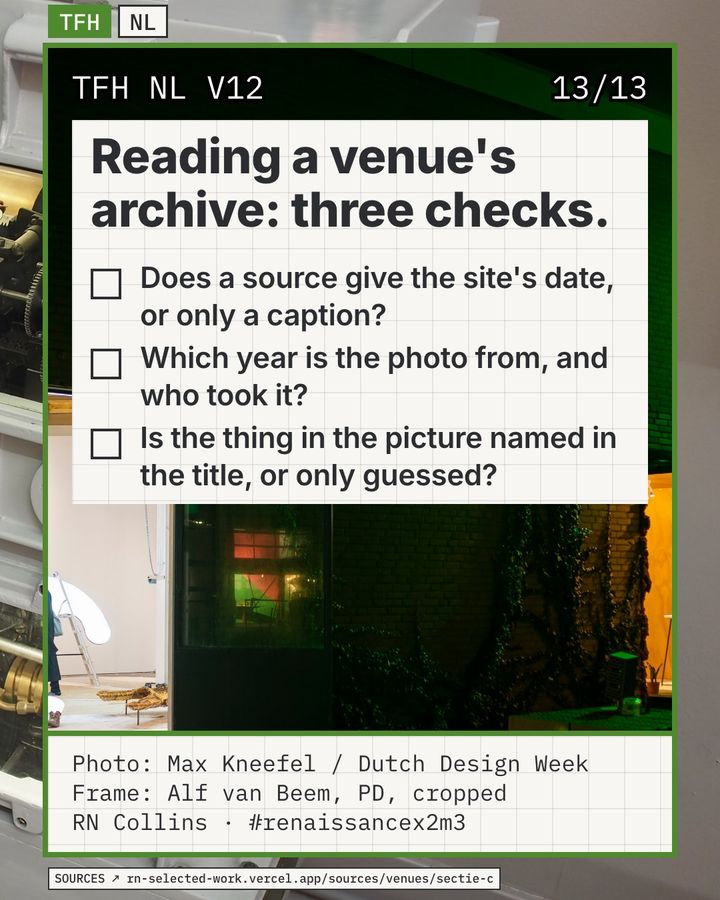 TFH NL
TFH NL V12 13/13
Reading a venue's
archive: three checks.
Does a source give the site's date,
or only a caption?
Which year is the photo from, and
who took it?
Is the thing in the picture named in
the title, or only guessed?
Photo: Max Kneefel / Dutch Design Week
Frame: Alf van Beem, PD, cropped
RN Collins · #renaissancex2m3
SOURCES ↗ rn-selected-work.vercel.app/sources/venues/sectie-c